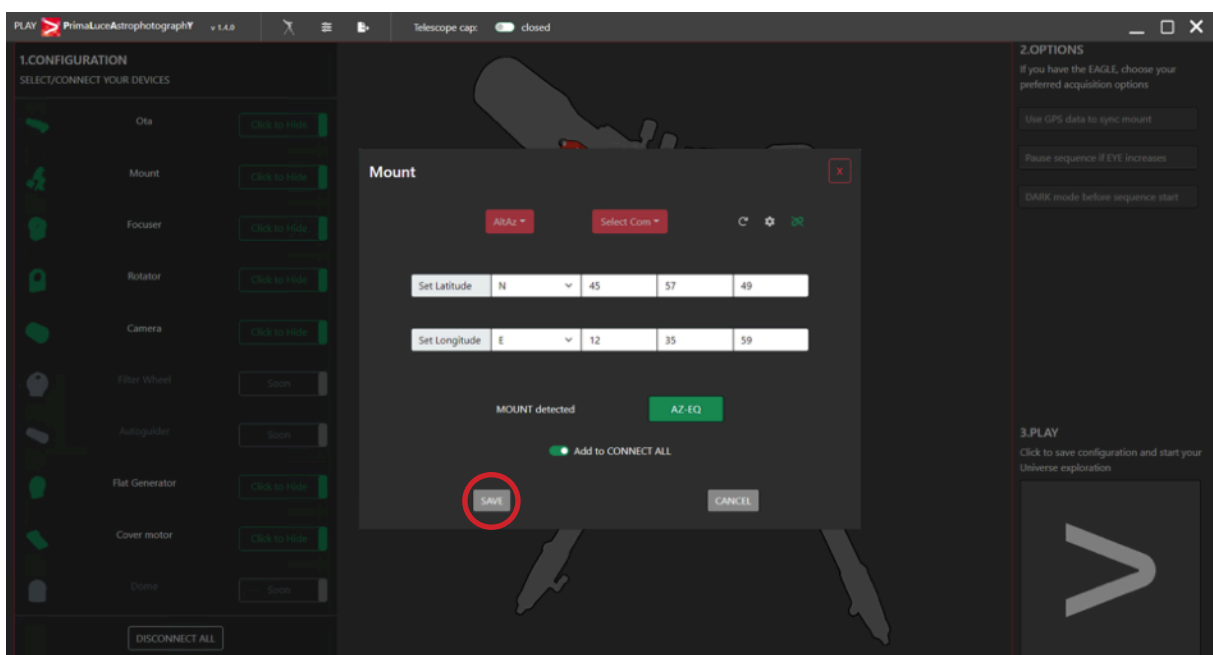 PLAY PrimaLuceAstrophotographY v 1.4.0 Telescope cap: closed
1.CONFIGURATION
SELECT/CONNECT YOUR DEVICES
Ota Click to Hide
Mount Click to Hide
Focuser Click to Hide
Rotator Click to Hide
Camera Click to Hide
Filter Wheel Soon
Autoguider Soon
Flat Generator Click to Hide
Cover motor Click to Hide
Dome Soon
DISCONNECT ALL
Mount X
AltAz Select Com
Set Latitude N 45 57 49
Set Longitude E 12 35 59
MOUNT detected AZ-EQ
Add to CONNECT ALL
SAVE CANCEL
2.OPTIONS
If you have the EAGLE, choose your
preferred acquisition options
Use GPS data to sync mount
Pause sequence if EYE increases
DARK mode before sequence start
3.PLAY
Click to save configuration and start your
Universe exploration